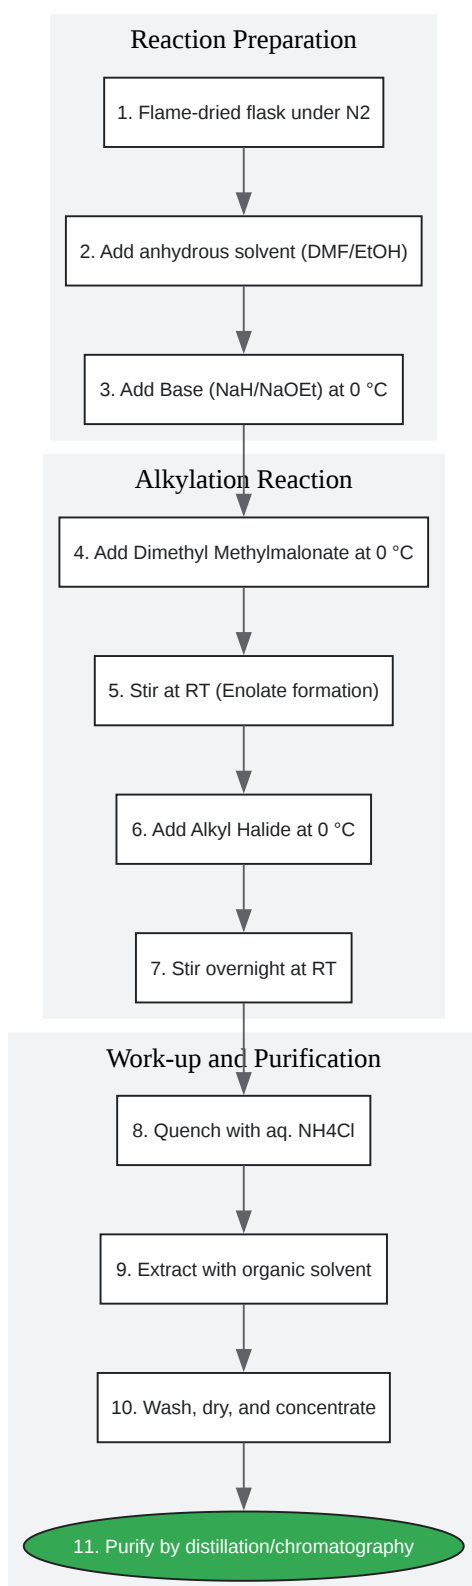 Reaction Preparation
1. Flame-dried flask under N2
2. Add anhydrous solvent (DMF/EtOH)
3. Add Base (NaH/NaOEt) at 0 °C
Alkylation Reaction
4. Add Dimethyl Methylmalonate at 0 °C
5. Stir at RT (Enolate formation)
6. Add Alkyl Halide at 0 °C
7. Stir overnight at RT
Work-up and Purification
8. Quench with aq. NH4Cl
9. Extract with organic solvent
10. Wash, dry, and concentrate
11. Purify by distillation/chromatography